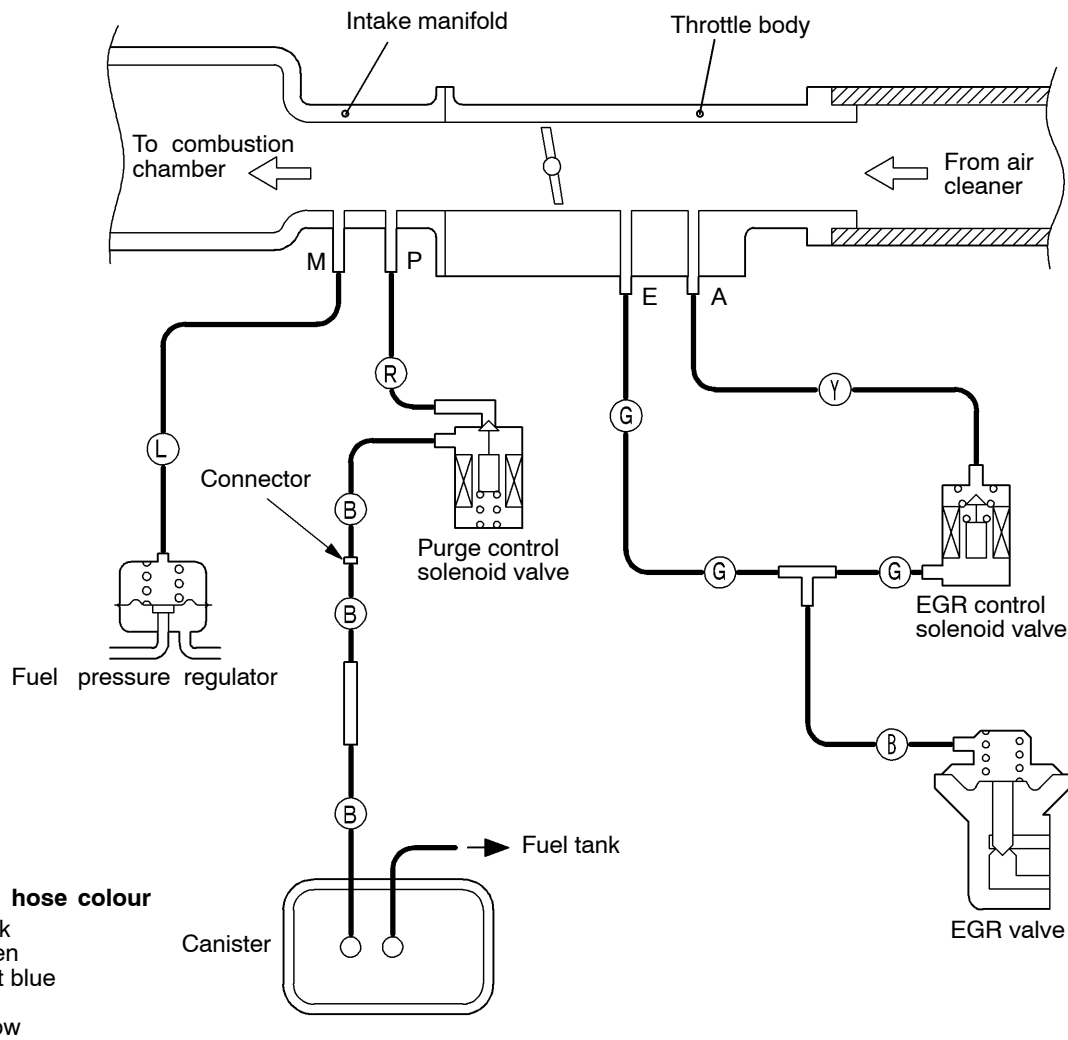 Intake manifold
Throttle body
To combustion
chamber
From air
cleaner
M
P
E
A
R
G
Y
L
Connector
B
Purge control
solenoid valve
G
G
EGR control
solenoid valve
B
Fuel pressure regulator
B
B
Fuel tank
hose colour
Canister
EGR valve
t blue